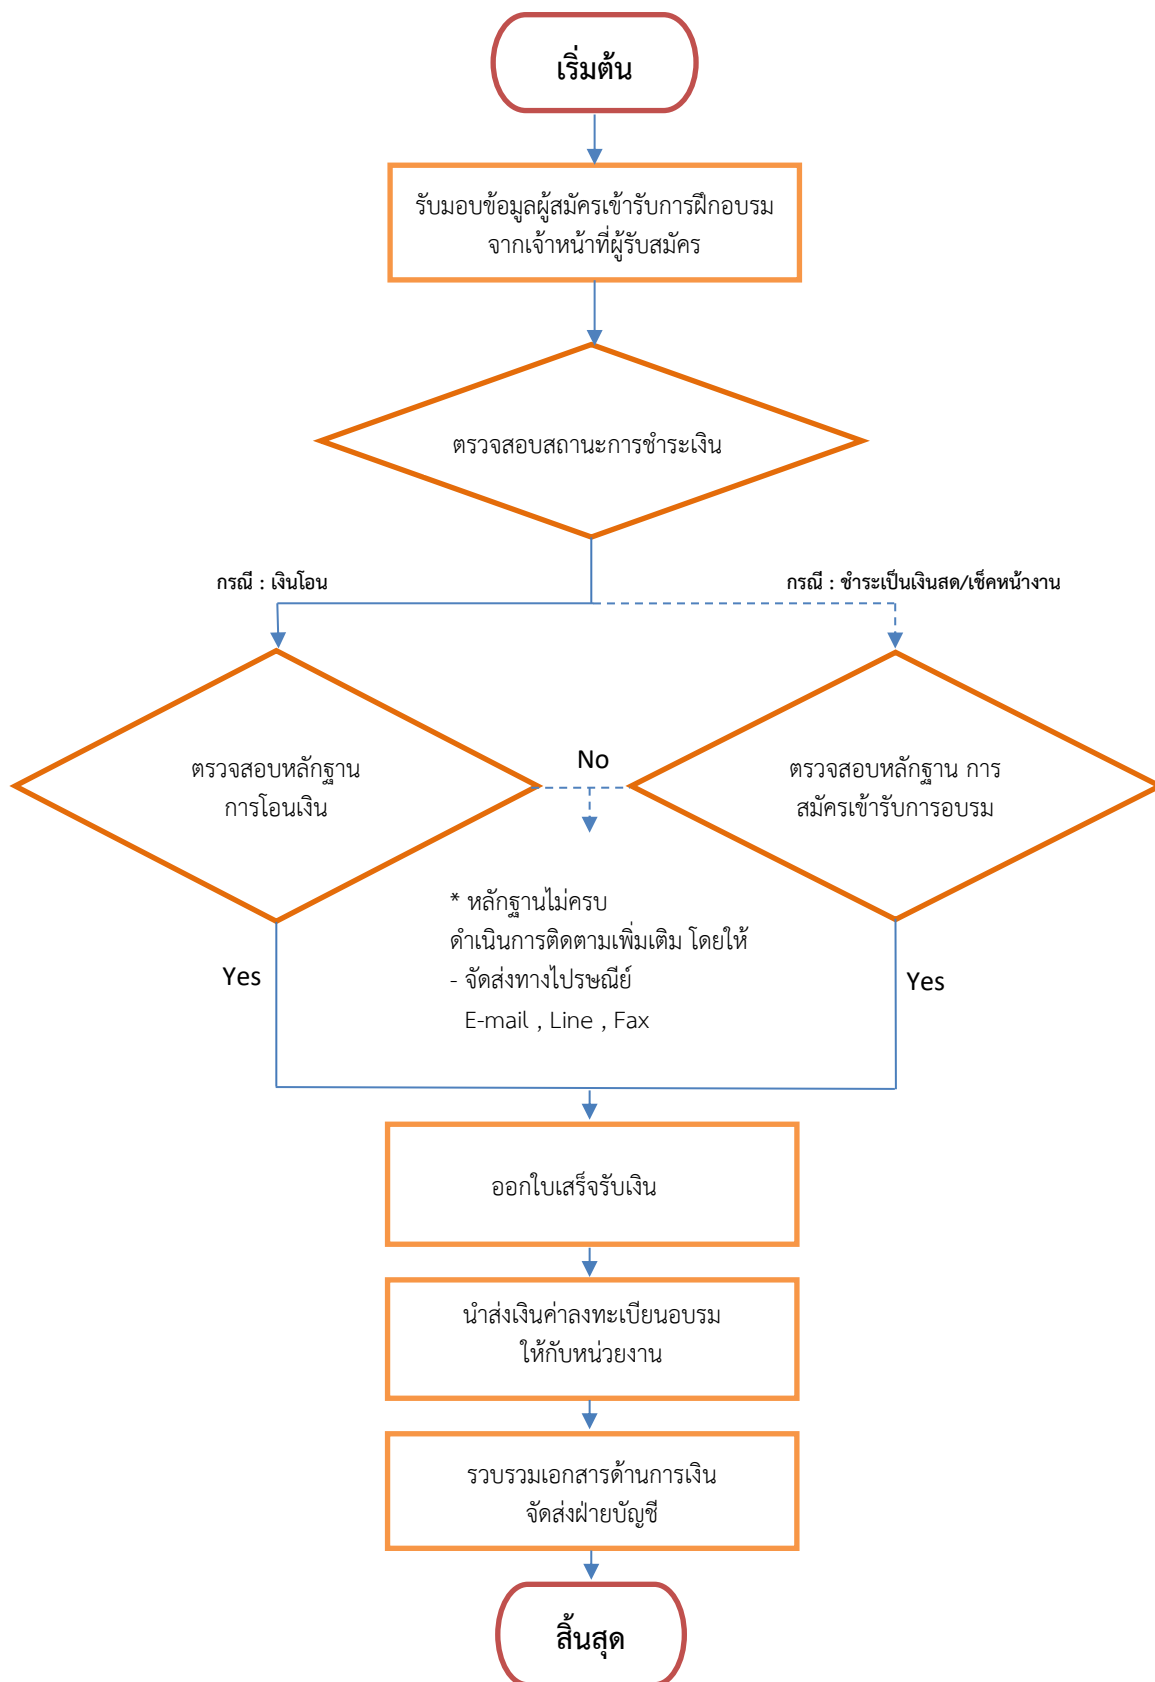 เริ่มต้น
รับมอบข้อมูลผู้สมัครเข้ารับการฝึกอบรม
จากเจ้าหน้าที่ผู้รับสมัคร
ตรวจสอบสถานะการชำระเงิน
กรณี : เงินโอน
กรณี : ชำระเป็นเงินสด/เช็คหน้างาน
ตรวจสอบหลักฐาน
การโอนเงิน
No
ตรวจสอบหลักฐาน การ
สมัครเข้ารับการอบรม
* หลักฐานไม่ครบ
ดำเนินการติดตามเพิ่มเติม โดยให้
- จัดส่งทางไปรษณีย์
E-mail , Line , Fax
Yes
Yes
ออกใบเสร็จรับเงิน
นำส่งเงินค่าลงทะเบียนอบรม
ให้กับหน่วยงาน
รวบรวมเอกสารด้านการเงิน
จัดส่งฝ่ายบัญชี
สิ้นสุด